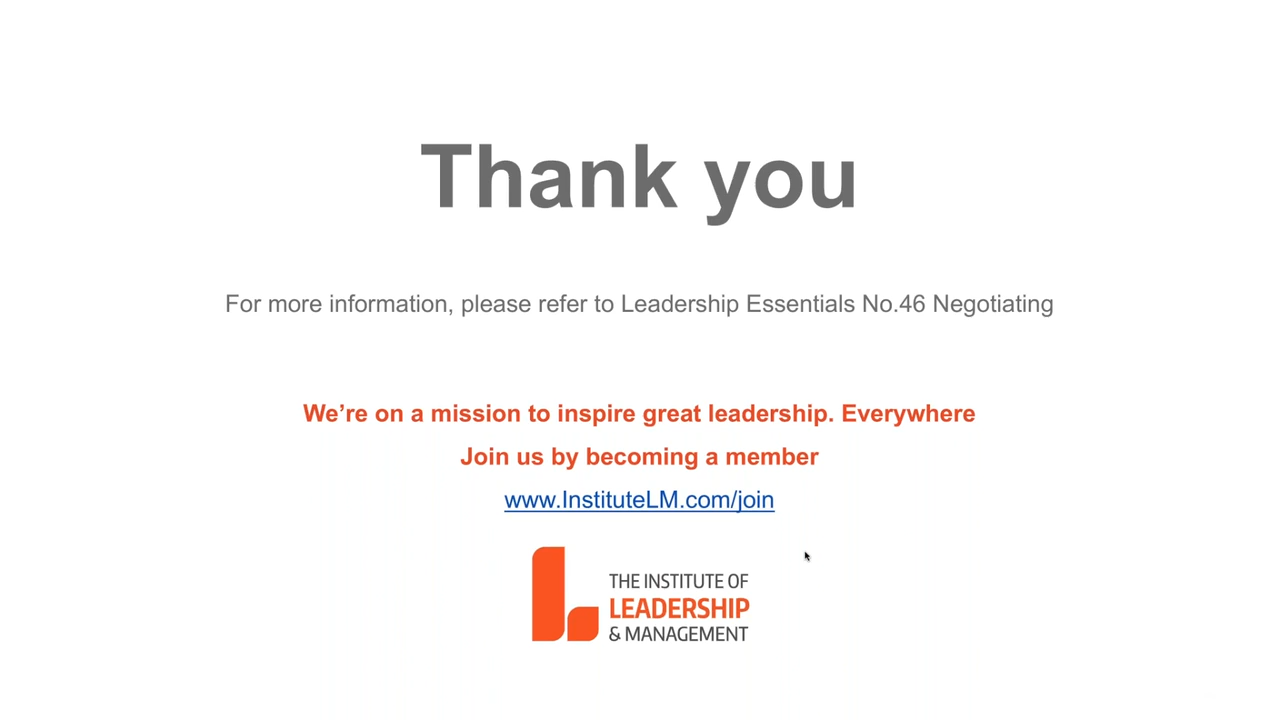 Thank you
For more information, please refer to Leadership Essentials No.46 Negotiating
We’re on a mission to inspire great leadership. Everywhere
Join us by becoming a member
www.InstituteLM.com/join
THE INSTITUTE OF
LEADERSHIP
& MANAGEMENT